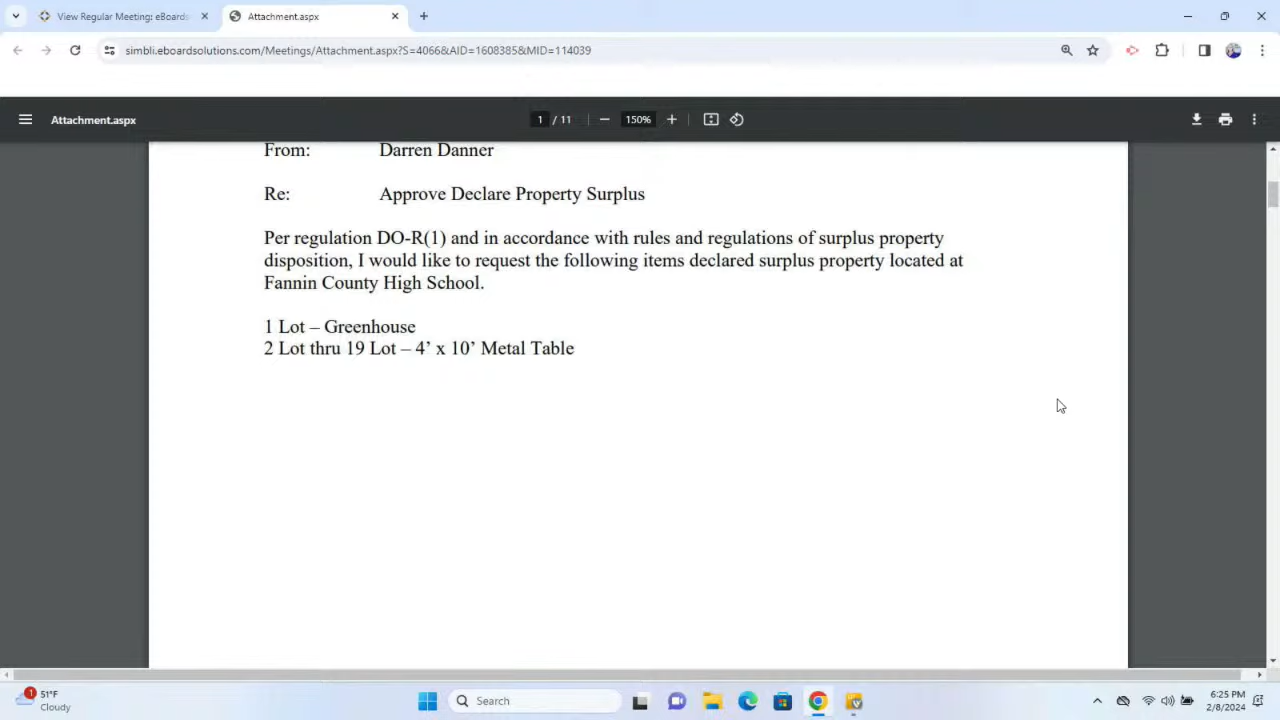 View Regular Meeting: eBoards
Attachment.aspx
simbli.eboardsolutions.com/Meetings/Attachment.aspx?S=4066&AID=1608385&MID=114039
Attachment.aspx
1 / 11
150%
From: Darren Danner
Re: Approve Declare Property Surplus
Per regulation DO-R(1) and in accordance with rules and regulations of surplus property
disposition, I would like to request the following items declared surplus property located at
Fannin County High School.
1 Lot – Greenhouse
2 Lot thru 19 Lot – 4’ x 10’ Metal Table
1
51°F
Cloudy
Search
6:25 PM
2/8/2024